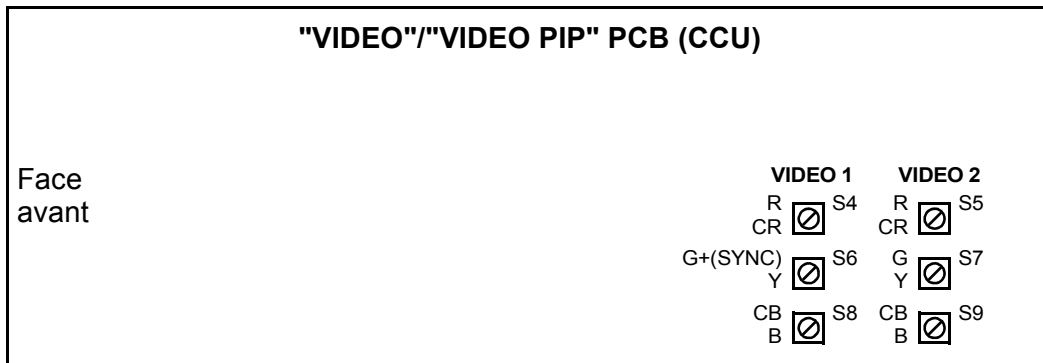 "VIDEO"/"VIDEO PIP" PCB (CCU)
Face
avant
VIDEO 1 VIDEO 2
R S4 R S5
CR CR
G+(SYNC) S6 G S7
Y Y
CB S8 CB S9
B B